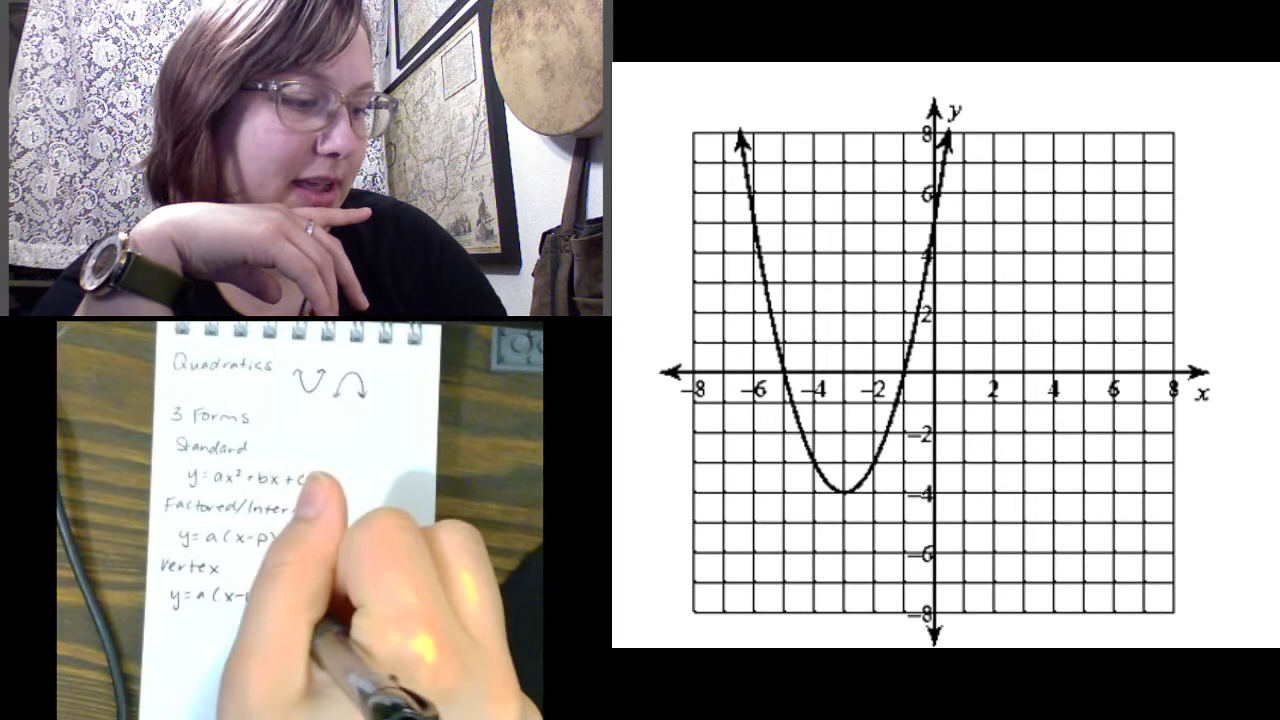 Quadratics
3 Forms
Standard
y = ax² + bx + c
Factored/Inter
y = a (x-p)
Vertex
y = a (x-
y
8
6
4
2
-8 -6 -4 -2 2 4 6 8
x
-2
-4
-6
-8